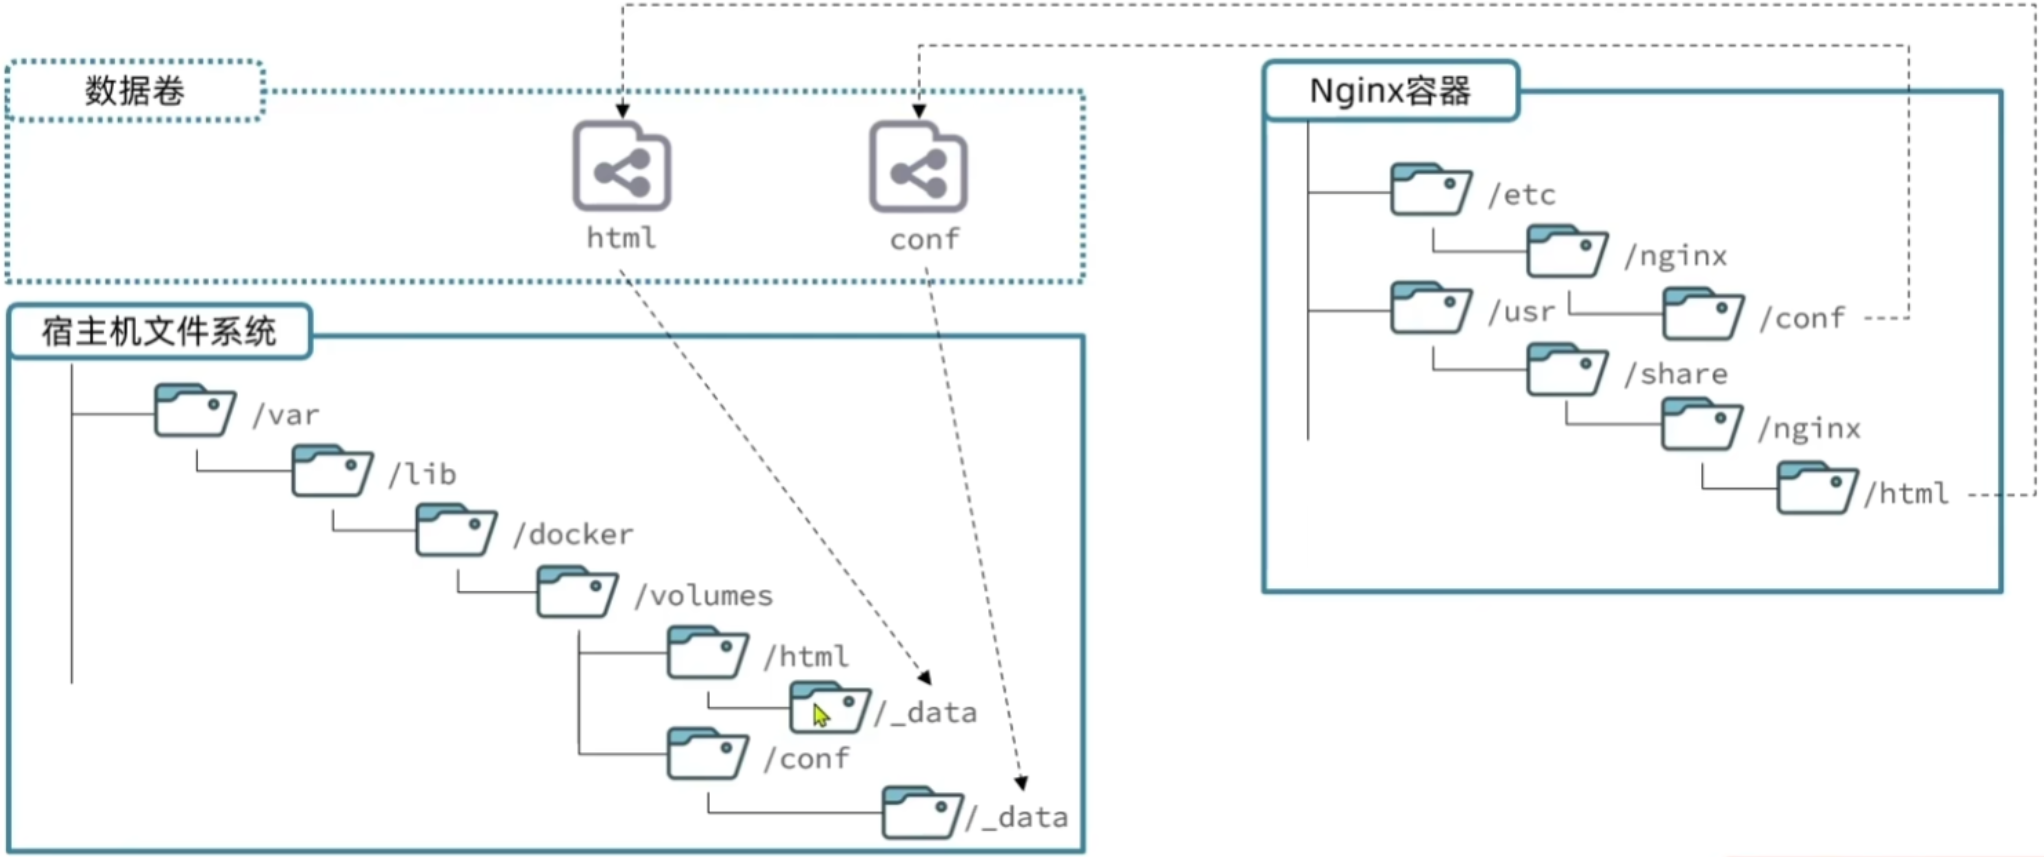 数据卷
html
conf
宿主机文件系统
/var
/lib
/docker
/volumes
/html
/_data
/conf
/_data
Nginx容器
/etc
/nginx
/conf
/usr
/share
/nginx
/html